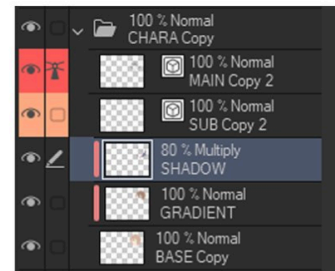 100 % Normal
CHARA Copy
100 % Normal
MAIN Copy 2
100 % Normal
SUB Copy 2
80 % Multiply
SHADOW
100 % Normal
GRADIENT
100 % Normal
BASE Copy